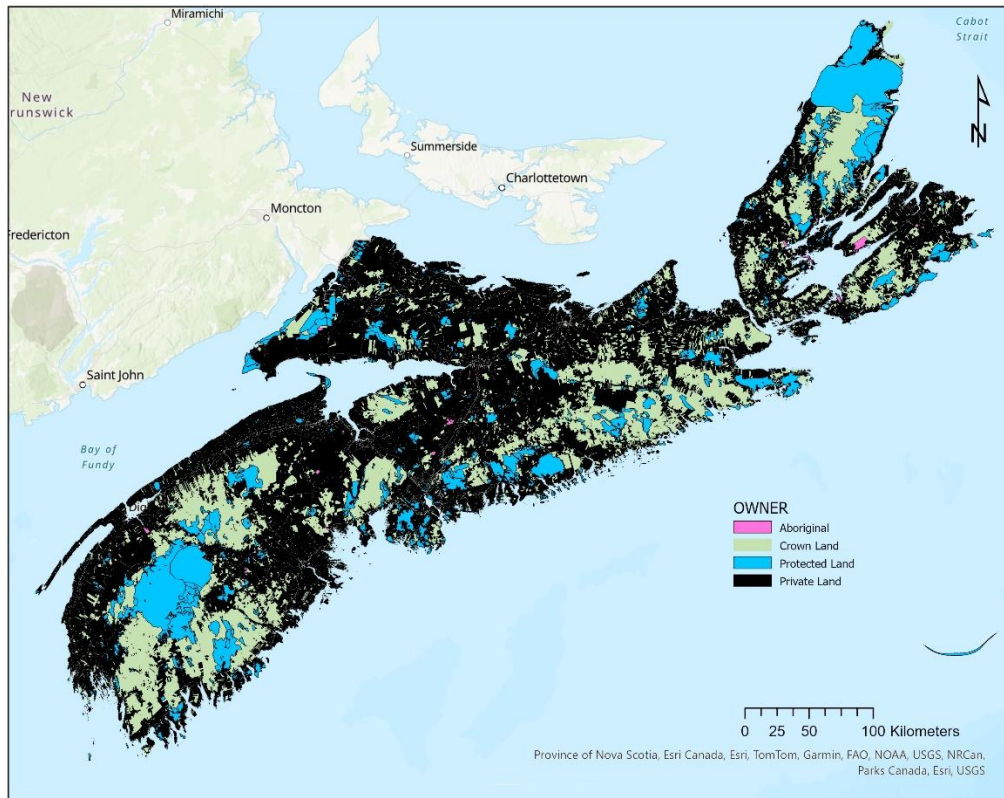 Miramichi
Cabot
Strait
New
runswick
N
Summerside
Charlottetown
Moncton
Fredericton
Saint John
Bay of
Fundy
OWNER
Aboriginal
Crown Land
Protected Land
Private Land
0 25 50 100 Kilometers
Province of Nova Scotia, Esri Canada, Esri, TomTom, Garmin, FAO, NOAA, USGS, NRCan,
Parks Canada, Esri, USGS